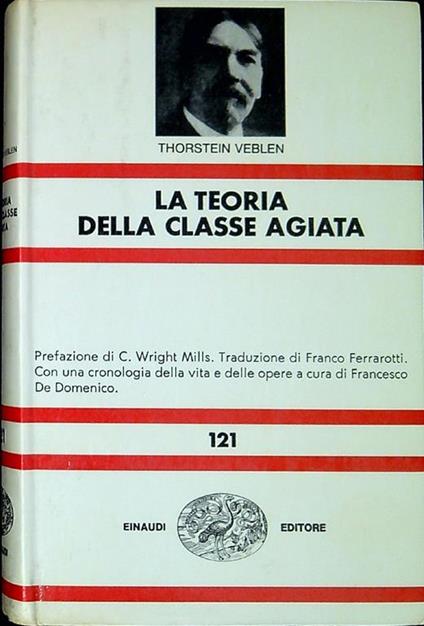 THORSTEIN VEBLEN
LA TEORIA
DELLA CLASSE AGIATA
Prefazione di C. Wright Mills. Traduzione di Franco Ferrarotti.
Con una cronologia della vita e delle opere a cura di Francesco
De Domenico.
121
EINAUDI EDITORE